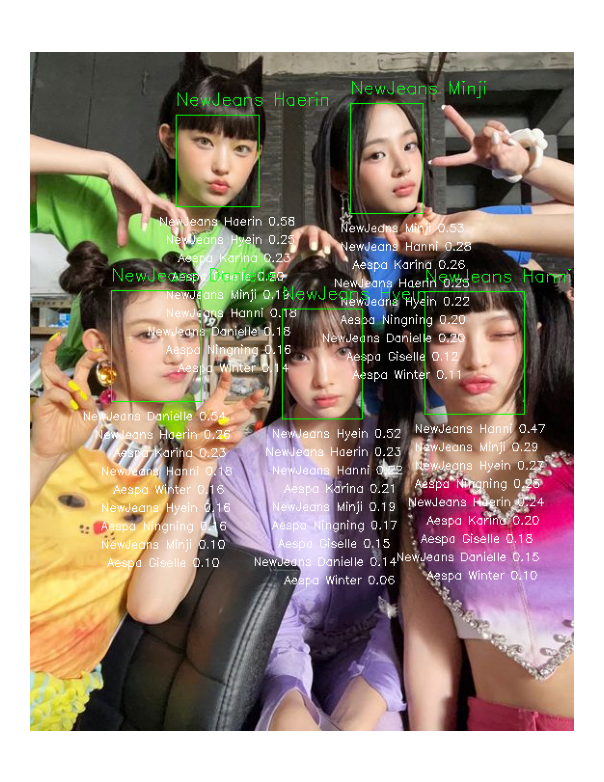 NewJeans Haerin
NewJeans Haerin 0.58
NewJeans Hyein 0.25
Aespa Karina 0.23
Aespa Giselle 0.20
NewJeans Minji 0.19
NewJeans Hanni 0.18
NewJeans Danielle 0.18
Aespa Ningning 0.16
Aespa Winter 0.14
NewJeans Minji
NewJeans Minji 0.53
NewJeans Hanni 0.28
Aespa Karina 0.26
NewJeans Haerin 0.25
NewJeans Hyein 0.22
Aespa Ningning 0.20
NewJeans Danielle 0.20
Aespa Giselle 0.12
Aespa Winter 0.11
NewJeans Danielle
NewJeans Danielle 0.54
NewJeans Haerin 0.26
Aespa Karina 0.23
NewJeans Hanni 0.18
Aespa Winter 0.16
NewJeans Hyein 0.16
Aespa Ningning 0.16
NewJeans Minji 0.10
Aespa Giselle 0.10
NewJeans Hyein
NewJeans Hyein 0.52
NewJeans Haerin 0.23
NewJeans Hanni 0.22
Aespa Karina 0.21
NewJeans Minji 0.19
Aespa Ningning 0.17
Aespa Giselle 0.15
NewJeans Danielle 0.14
Aespa Winter 0.06
NewJeans Hanni
NewJeans Hanni 0.47
NewJeans Minji 0.29
NewJeans Hyein 0.27
Aespa Ningning 0.25
NewJeans Haerin 0.24
Aespa Karina 0.20
Aespa Giselle 0.18
NewJeans Danielle 0.15
Aespa Winter 0.10